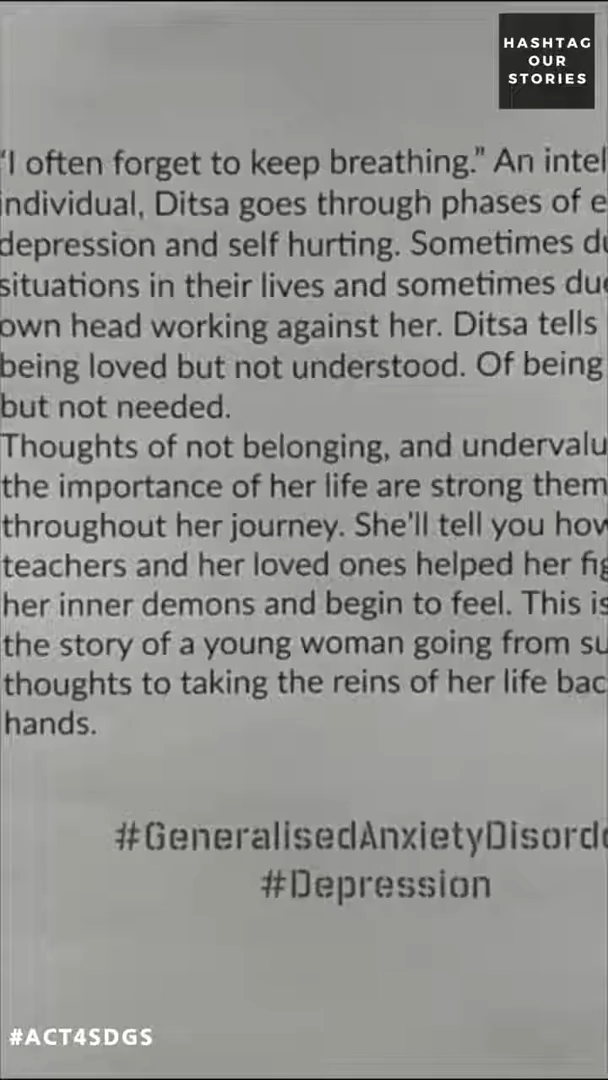 HASHTAG
OUR
STORIES
"I often forget to keep breathing." An intel
individual, Ditsa goes through phases of e
depression and self hurting. Sometimes du
situations in their lives and sometimes due
own head working against her. Ditsa tells
being loved but not understood. Of being
but not needed.
Thoughts of not belonging, and undervalu
the importance of her life are strong them
throughout her journey. She'll tell you how
teachers and her loved ones helped her fig
her inner demons and begin to feel. This is
the story of a young woman going from su
thoughts to taking the reins of her life bac
hands.
#GeneralisedAnxietyDisordo
#Depression
#ACT4SDGS